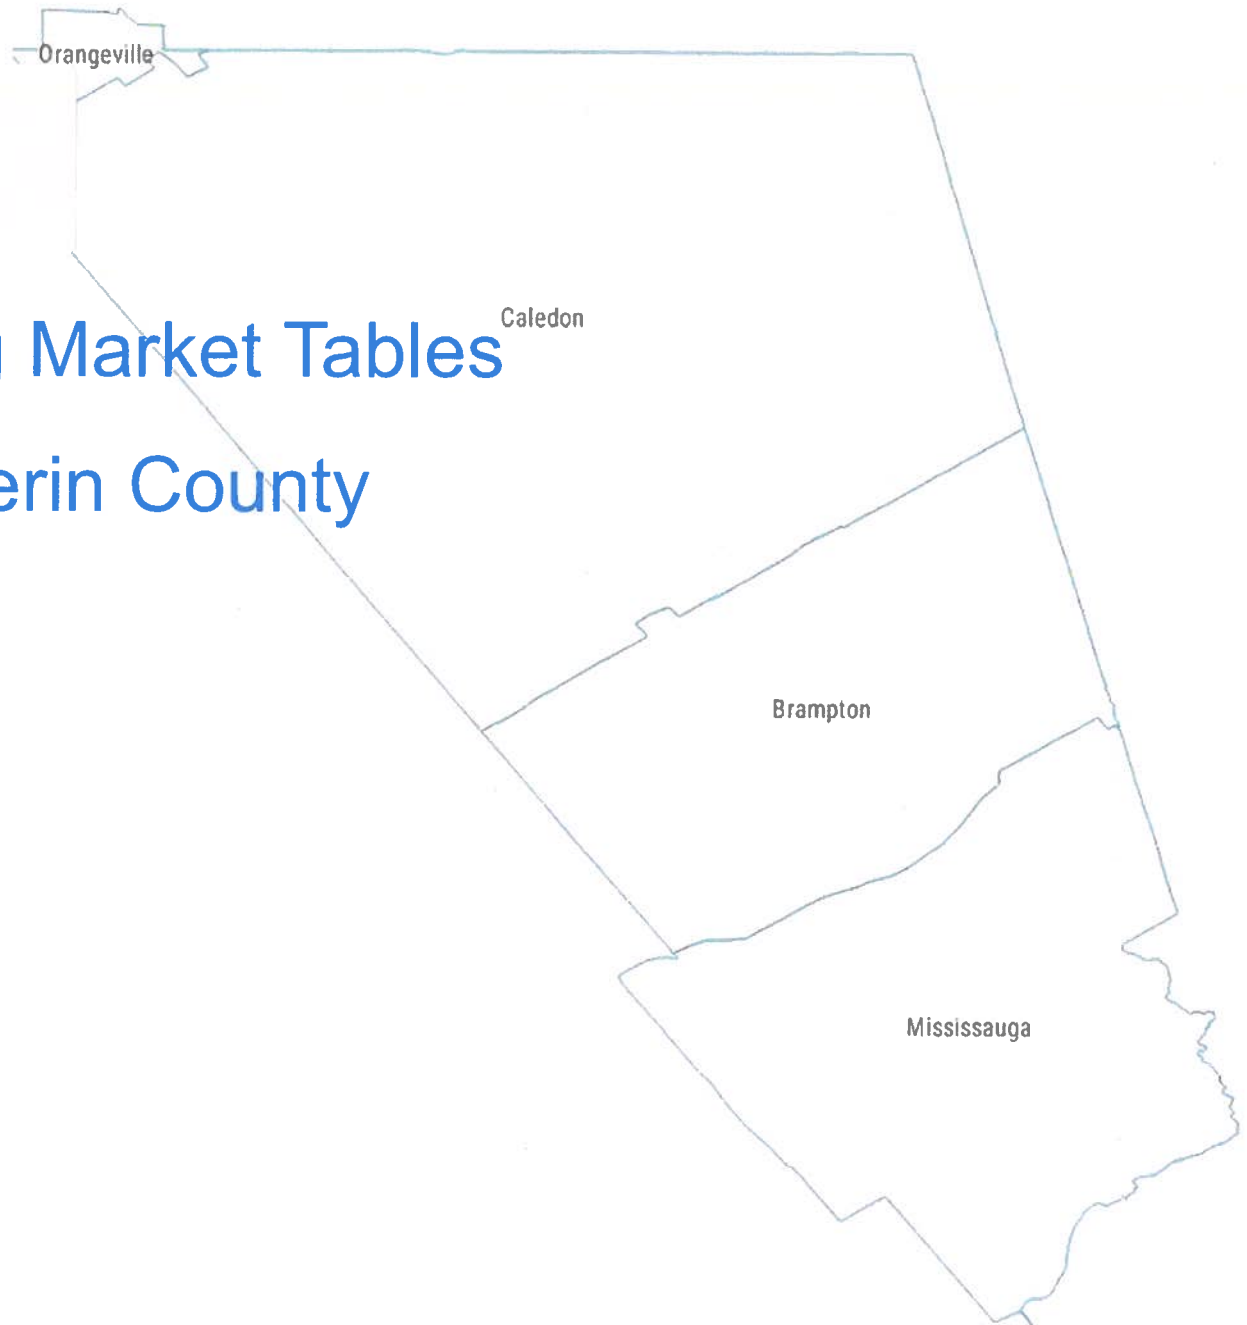 Orangeville
Caledon
Market Tables
erin County
Brampton
Mississauga